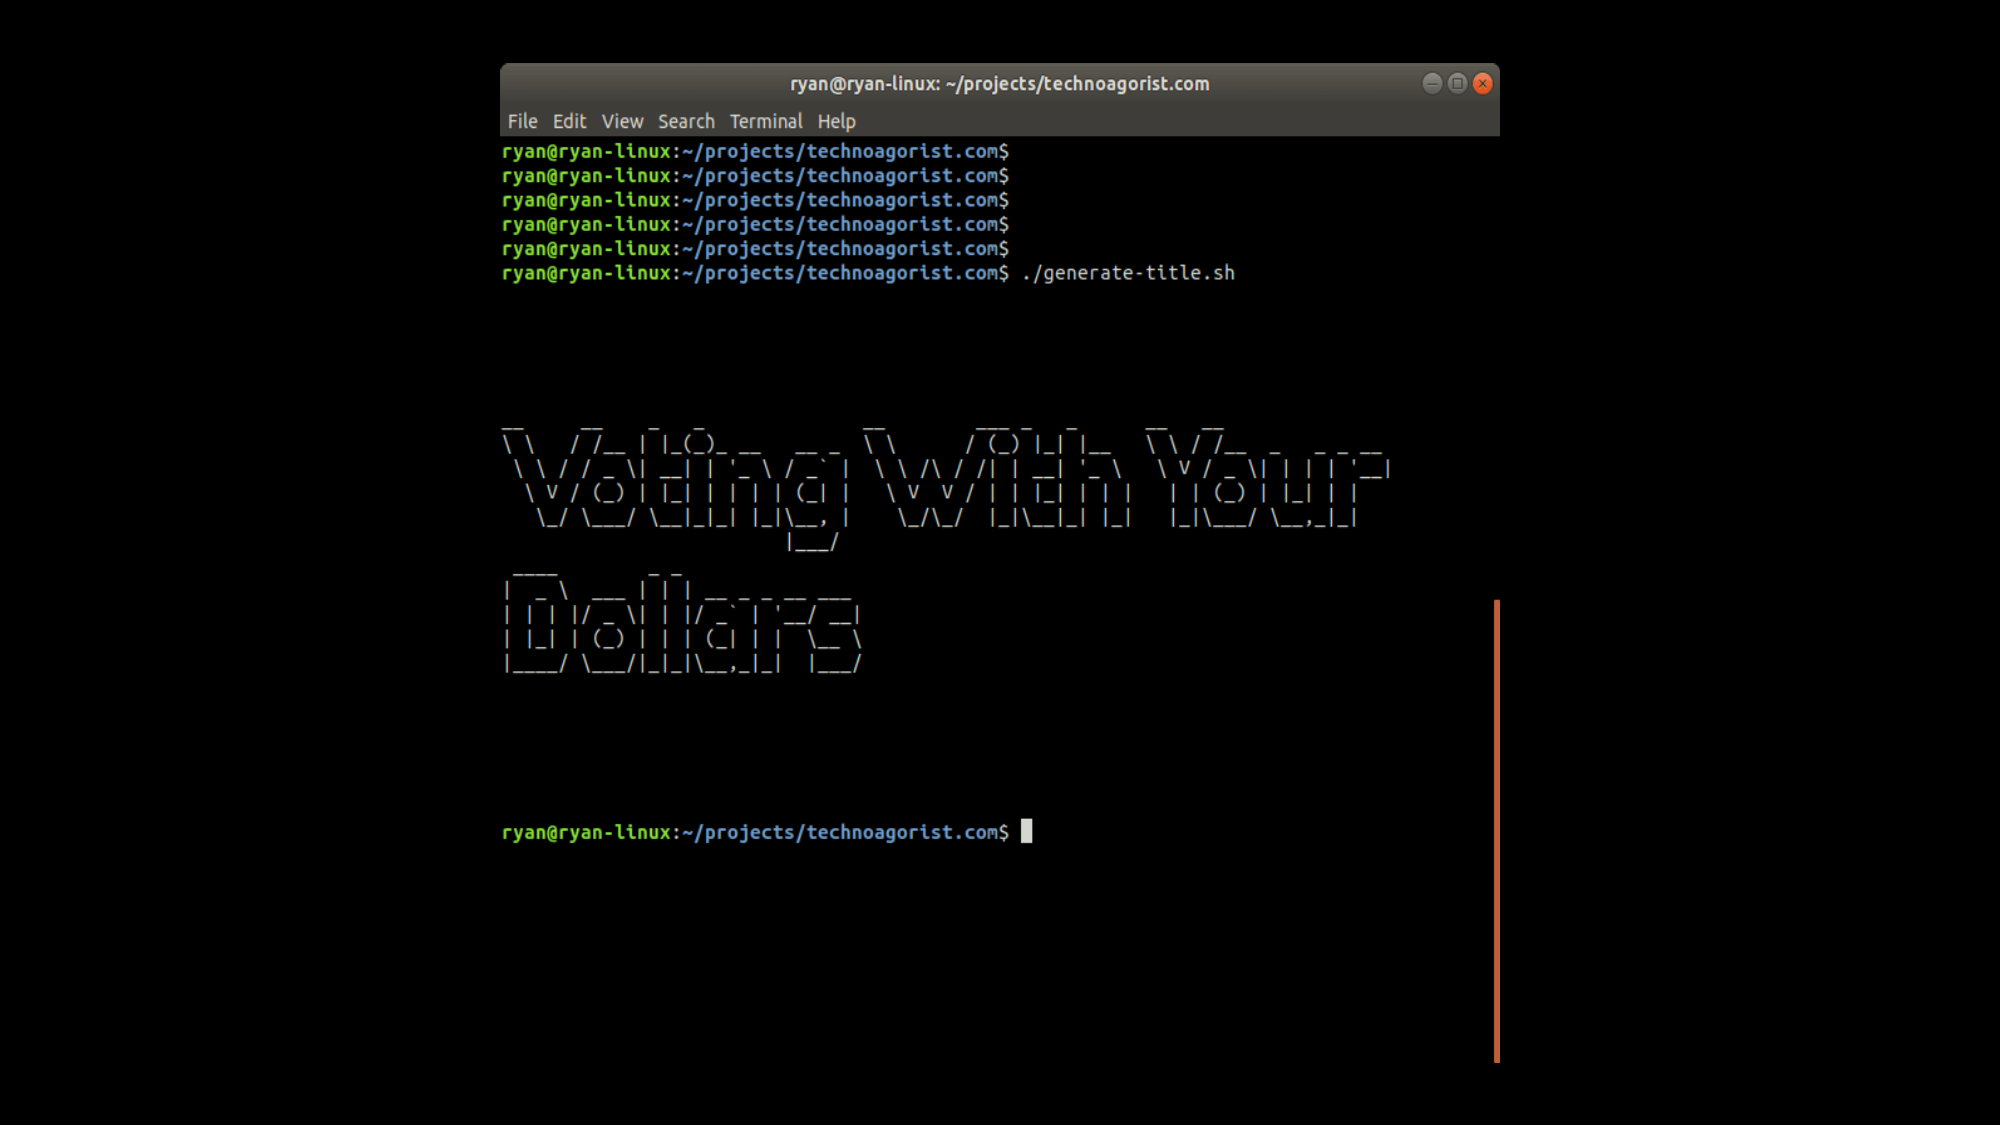 ryan@ryan-linux: ~/projects/technoagorist.com
File Edit View Search Terminal Help
ryan@ryan-linux:~/projects/technoagorist.com$
ryan@ryan-linux:~/projects/technoagorist.com$
ryan@ryan-linux:~/projects/technoagorist.com$
ryan@ryan-linux:~/projects/technoagorist.com$
ryan@ryan-linux:~/projects/technoagorist.com$
ryan@ryan-linux:~/projects/technoagorist.com$ ./generate-title.sh
Voting With Your
Dollars
ryan@ryan-linux:~/projects/technoagorist.com$